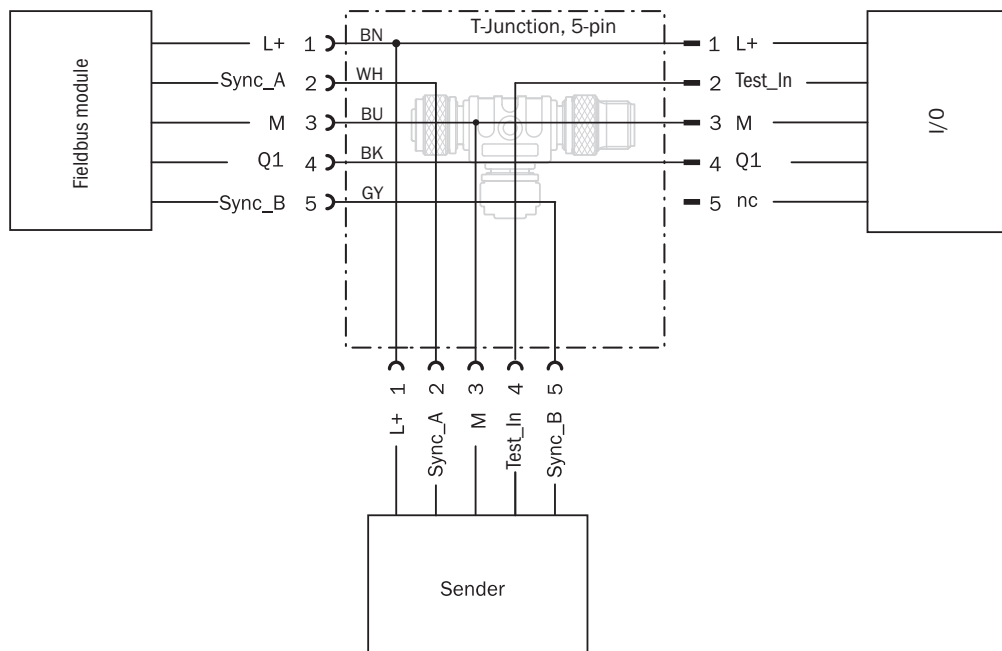 T-Junction, 5-pin
Fieldbus module
L+ 1 BN 1 L+
Sync_A 2 WH 2 Test_In
M 3 BU 3 M
Q1 4 BK 4 Q1
Sync_B 5 GY 5 nc
I/O
1 2 3 4 5
L+ Sync_A M Test_In Sync_B
Sender